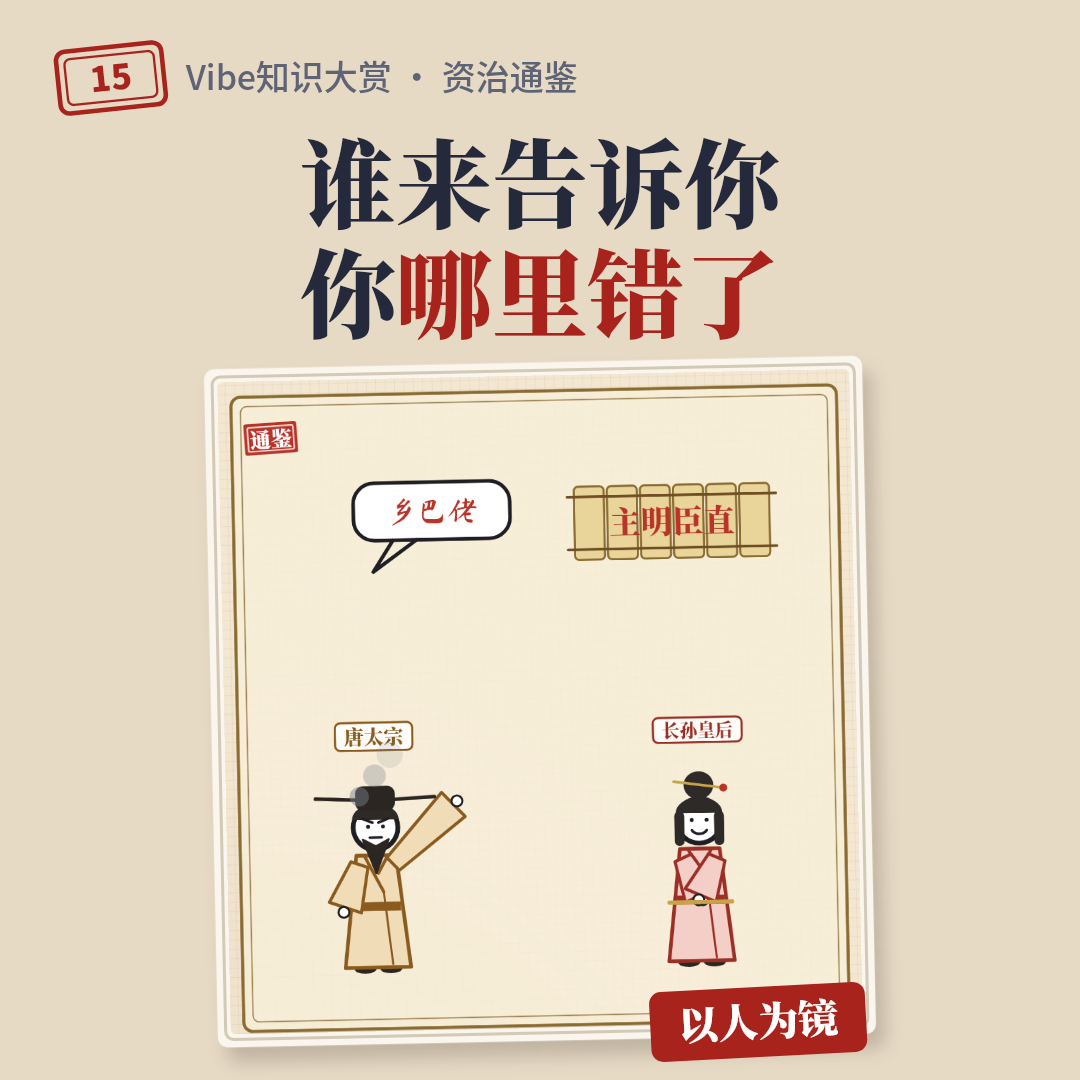 15
Vibe知识大赏 · 资治通鉴
谁来告诉你
你哪里错了
通鉴
乡巴佬
主明臣直
唐太宗
长孙皇后
以人为镜